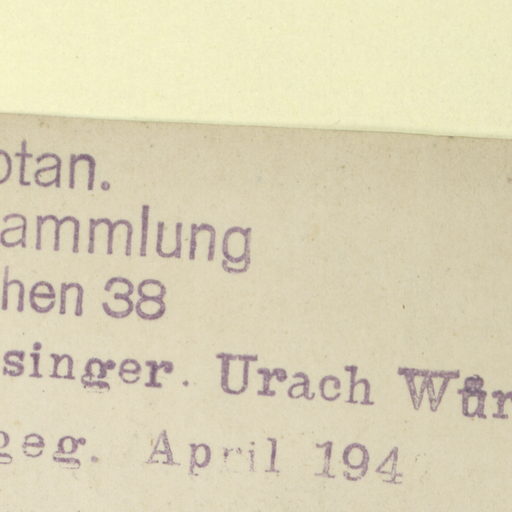 otan.
ammlung
hen 38
singer. Urach Wür
geg. April 194